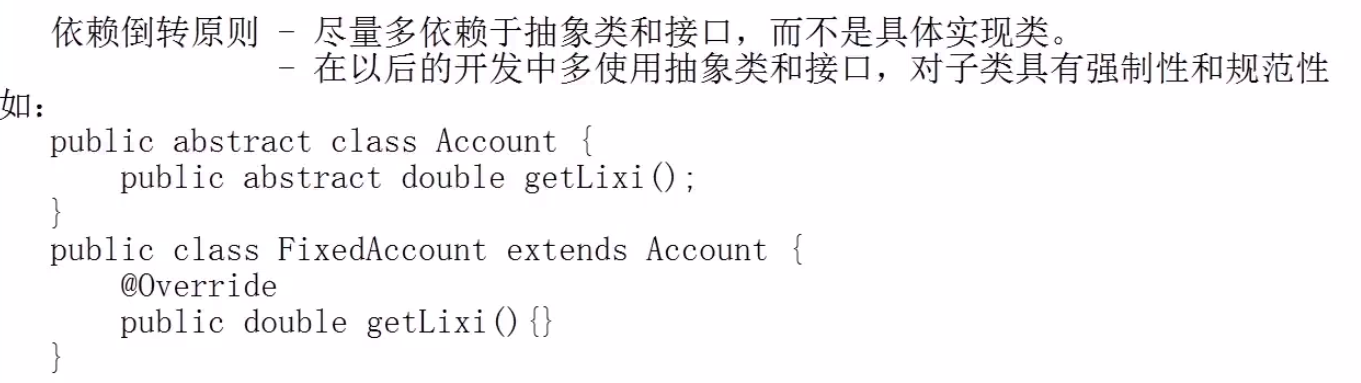 依赖倒转原则 - 尽量多依赖于抽象类和接口，而不是具体实现类。
- 在以后的开发中多使用抽象类和接口，对子类具有强制性和规范性
如：
public abstract class Account {
public abstract double getLixi();
}
public class FixedAccount extends Account {
@Override
public double getLixi(){}
}